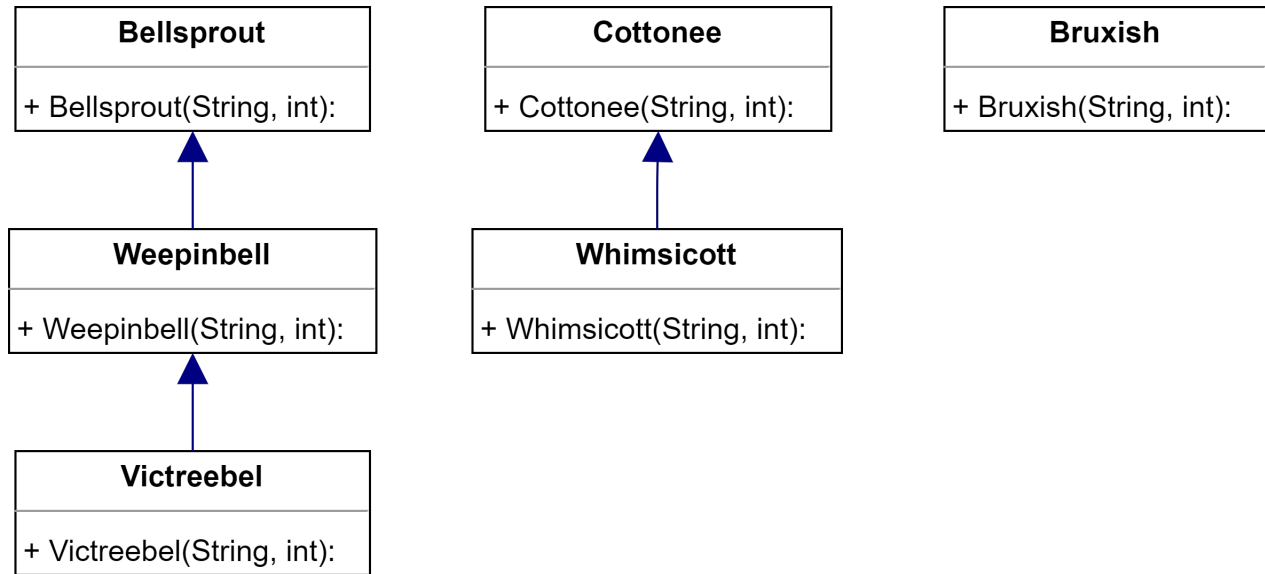 Bellsprout
+ Bellsprout(String, int):
Cottonee
+ Cottonee(String, int):
Bruxish
+ Bruxish(String, int):
Weepinbell
+ Weepinbell(String, int):
Whimsicott
+ Whimsicott(String, int):
Victreebel
+ Victreebel(String, int):